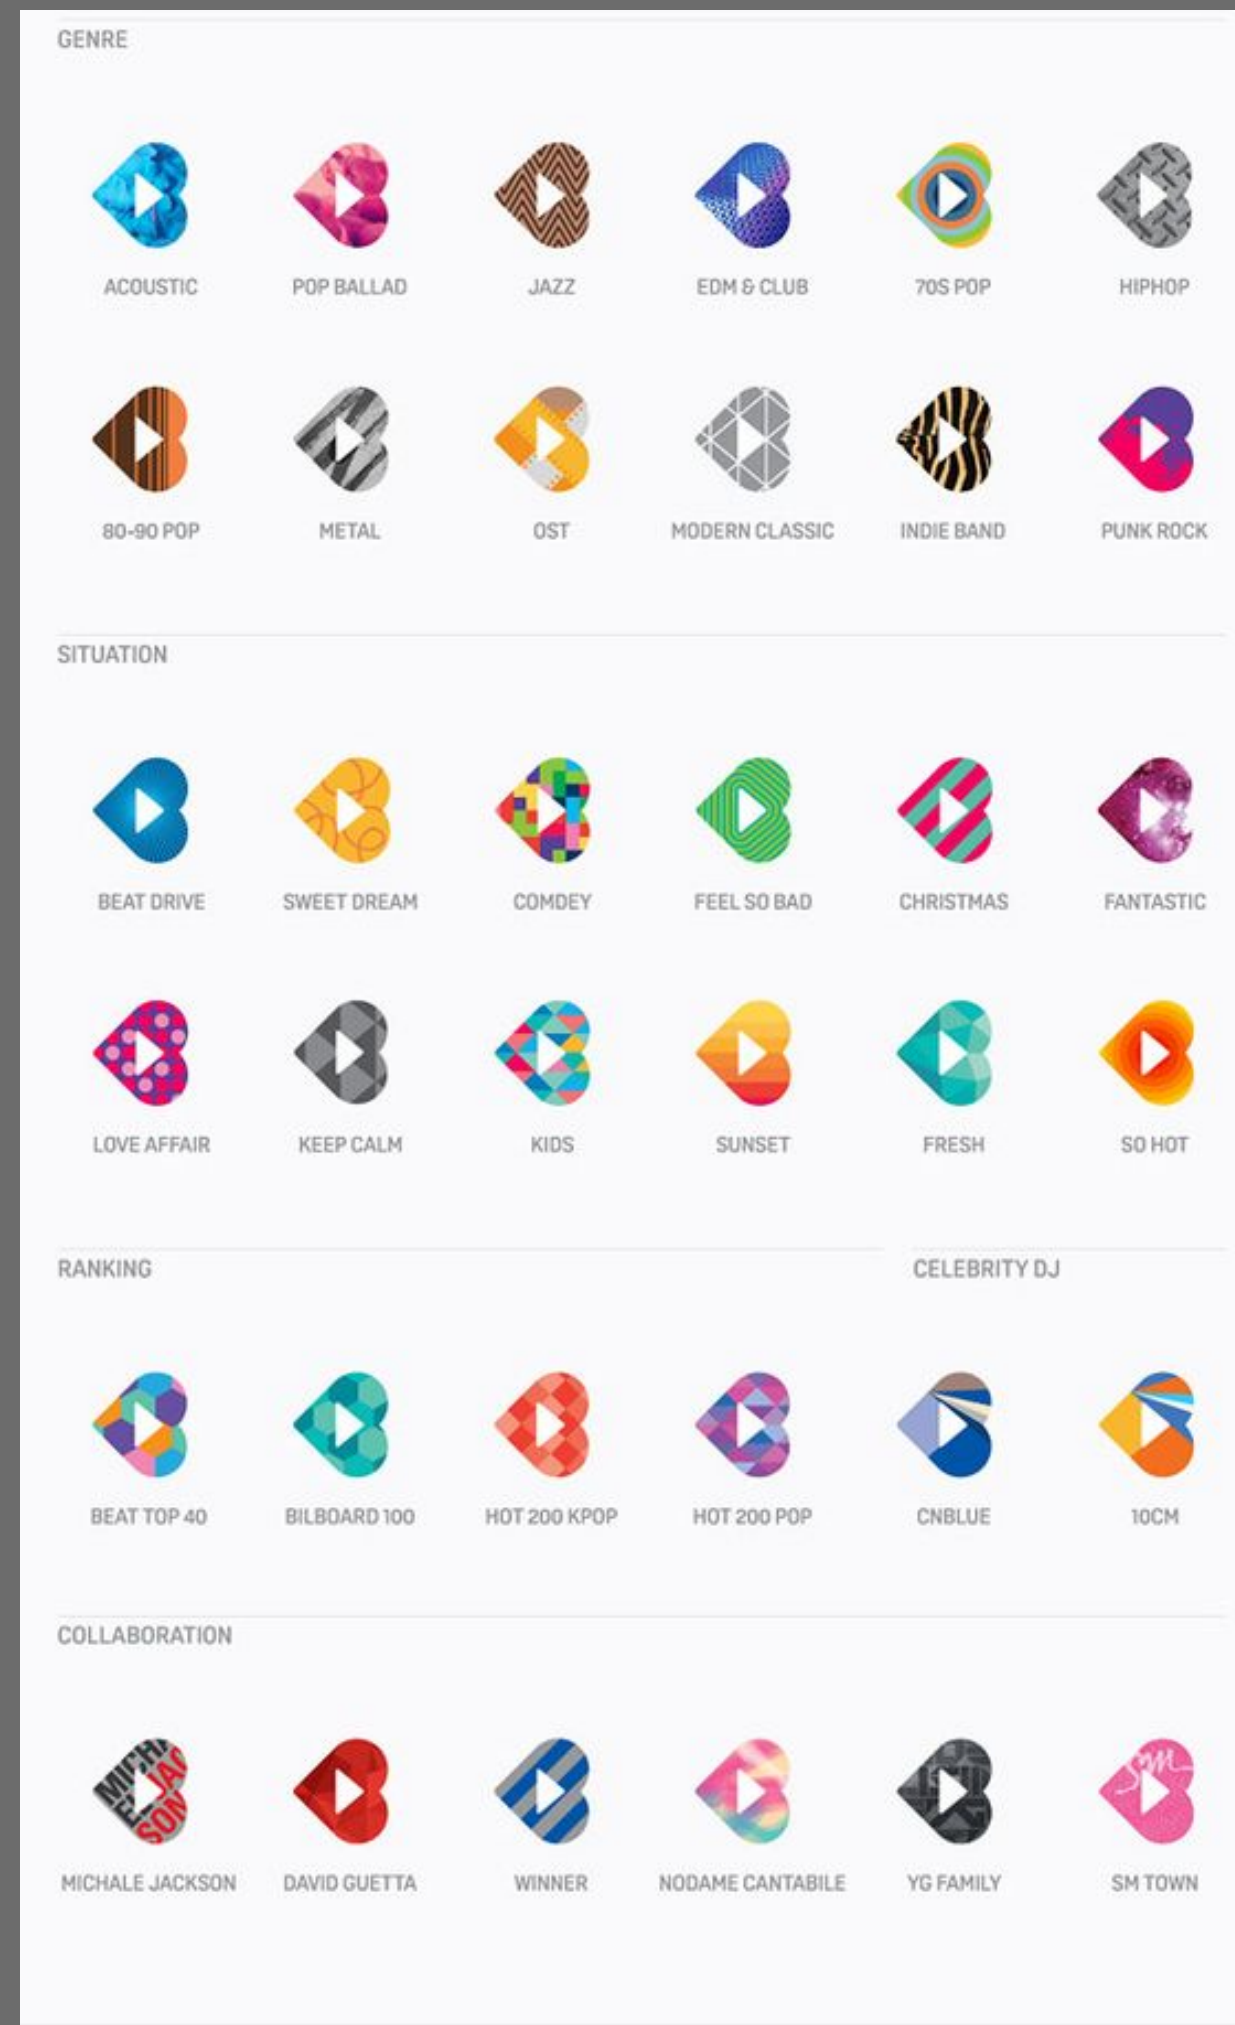 GENRE
ACOUSTIC
POP BALLAD
JAZZ
EDM & CLUB
70S POP
HIPHOP
80-90 POP
METAL
OST
MODERN CLASSIC
INDIE BAND
PUNK ROCK
SITUATION
BEAT DRIVE
SWEET DREAM
COMDEY
FEEL SO BAD
CHRISTMAS
FANTASTIC
LOVE AFFAIR
KEEP CALM
KIDS
SUNSET
FRESH
SO HOT
RANKING
CELEBRITY DJ
BEAT TOP 40
BILBOARD 100
HOT 200 KPOP
HOT 200 POP
CNBLUE
10CM
COLLABORATION
SM
MICHALE JACKSON
DAVID GUETTA
WINNER
NODAME CANTABILE
YG FAMILY
SM TOWN